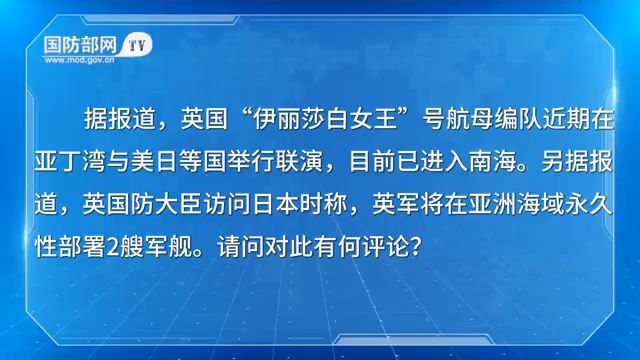 国防部网 TV
www.mod.gov.cn
据报道，英国“伊丽莎白女王”号航母编队近期在
亚丁湾与美日等国举行联演，目前已进入南海。另据报
道，英国防大臣访问日本时称，英军将在亚洲海域永久
性部署2艘军舰。请问对此有何评论？